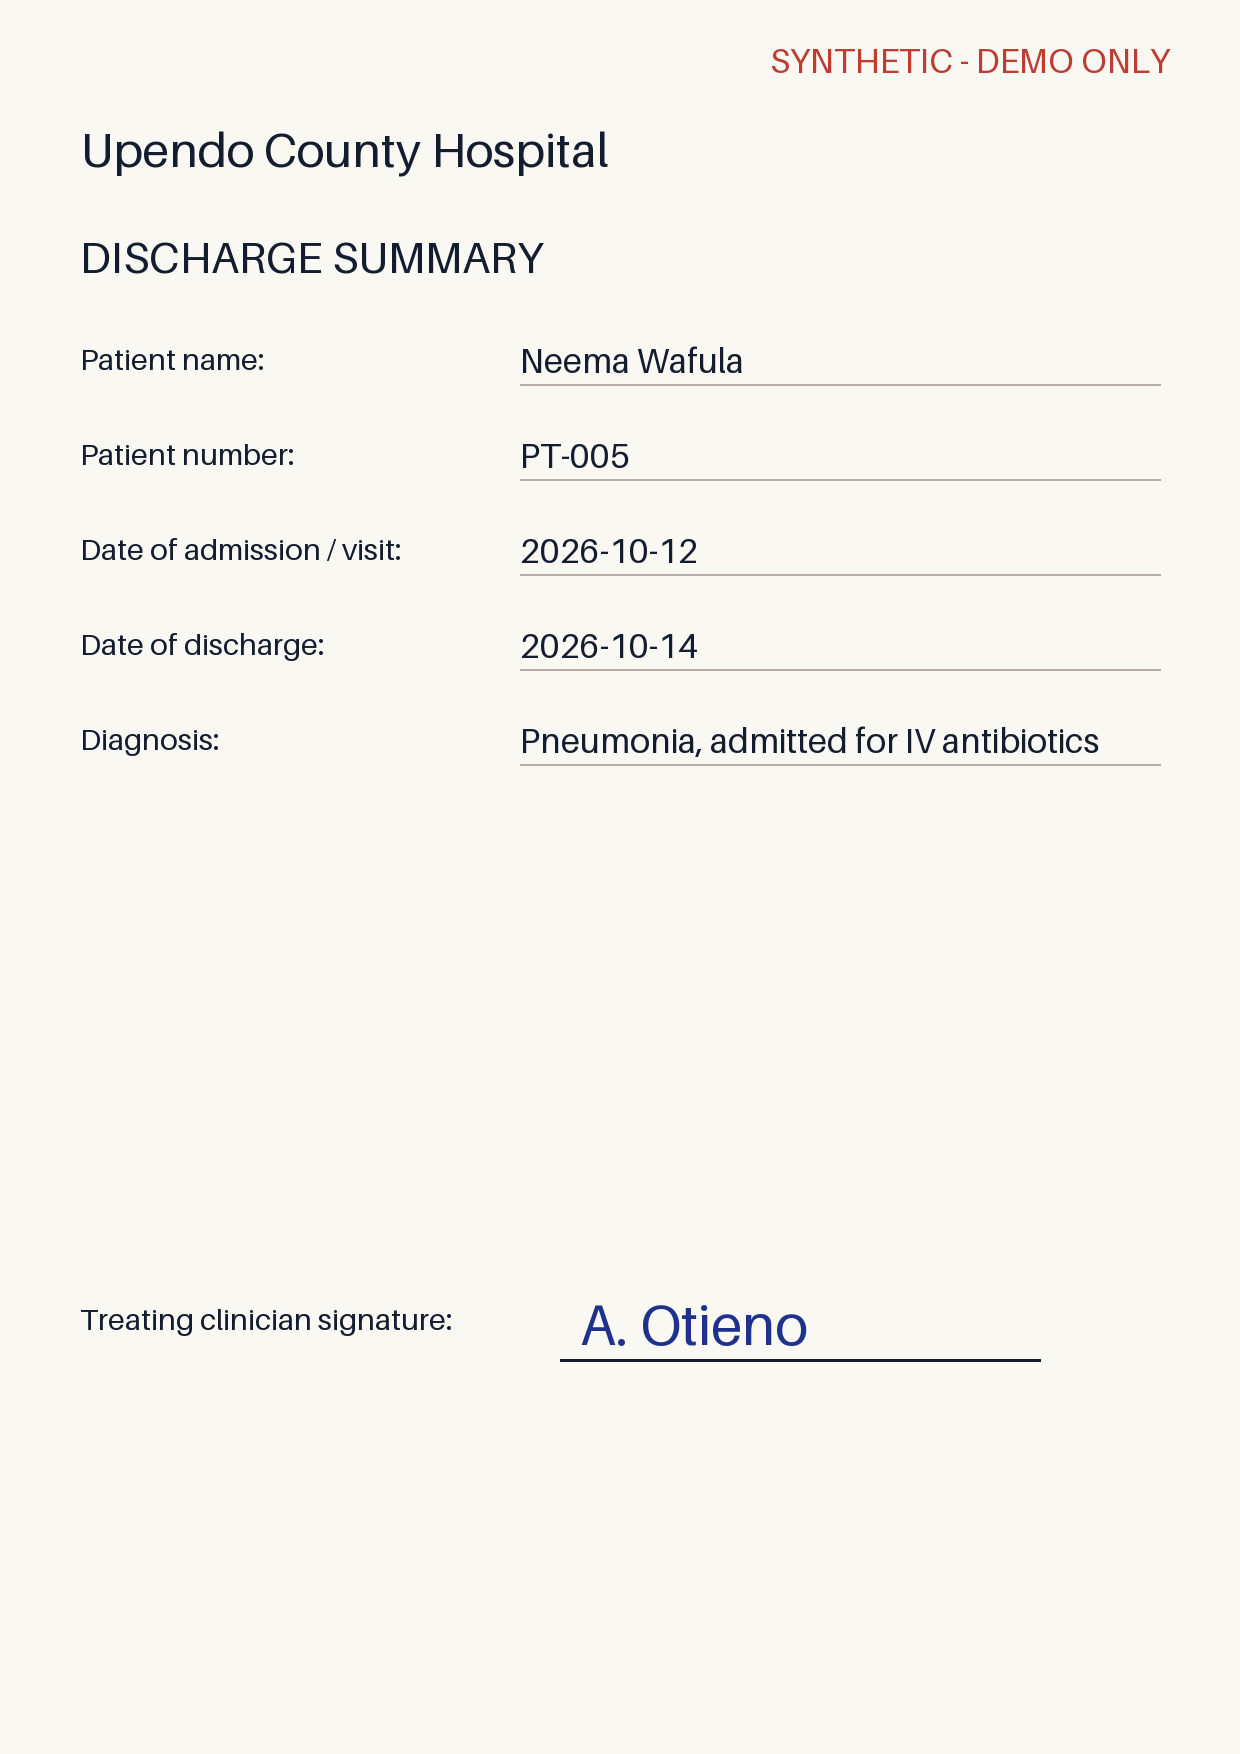 SYNTHETIC - DEMO ONLY
Upendo County Hospital
DISCHARGE SUMMARY
Patient name: Neema Wafula
Patient number: PT-005
Date of admission / visit: 2026-10-12
Date of discharge: 2026-10-14
Diagnosis: Pneumonia, admitted for IV antibiotics
Treating clinician signature: A. Otieno